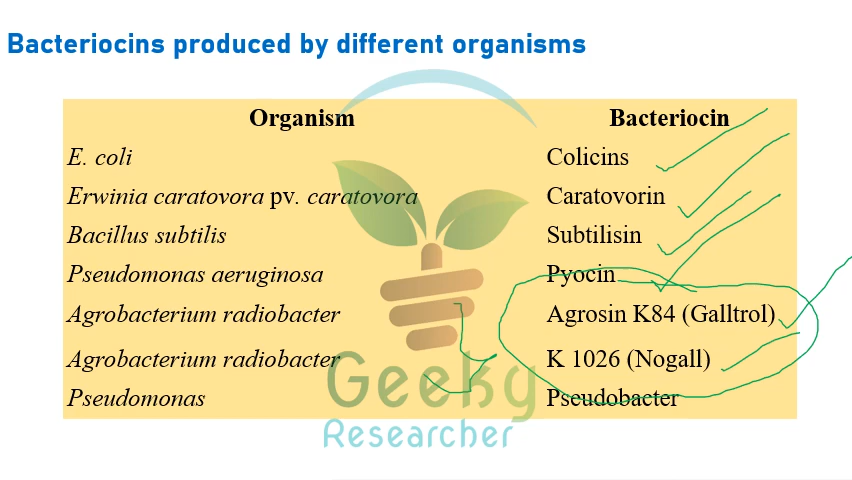 Bacteriocins produced by different organisms
Organism Bacteriocin
E. coli Colicins
Erwinia caratovora pv. caratovora Caratovorin
Bacillus subtilis Subtilisin
Pseudomonas aeruginosa Pyocin
Agrobacterium radiobacter Agrosin K84 (Galltrol)
Agrobacterium radiobacter K 1026 (Nogall)
Pseudomonas Pseudobacter
Geeky
Researcher